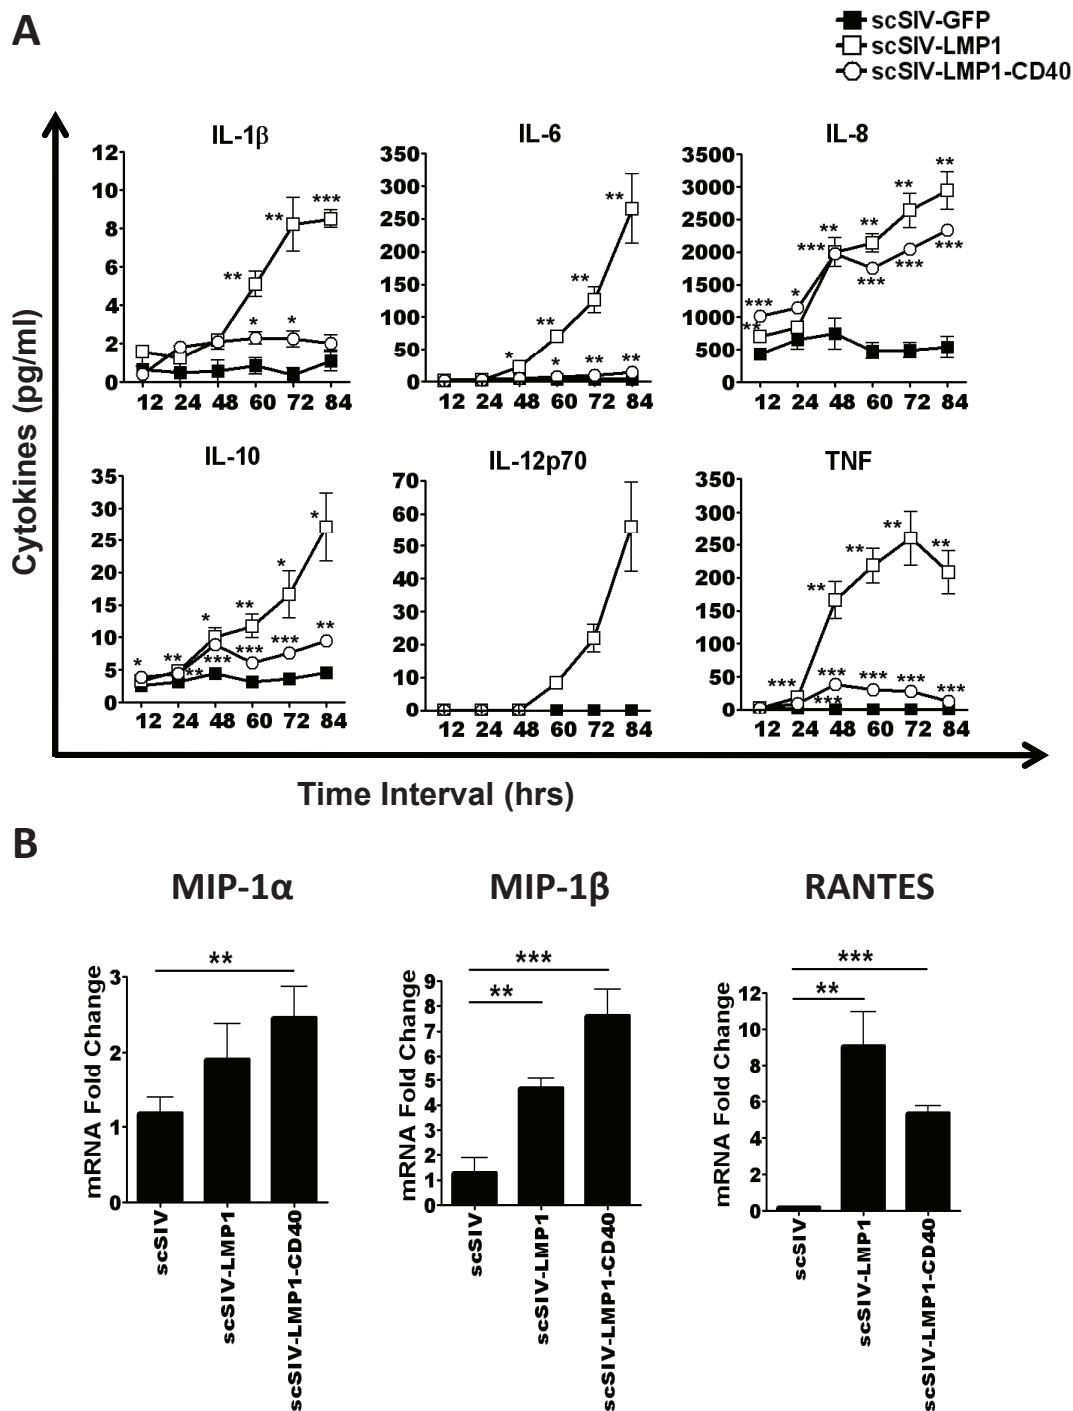 A
scSIV-GFP
scSIV-LMP1
scSIV-LMP1-CD40
Cytokines (pg/ml)
IL-1β
12
10
8
6
4
2
0
** ** *** * *
12 24 48 60 72 84
IL-6
350
300
250
200
150
100
50
0
* ** ** ** * ** **
12 24 48 60 72 84
IL-8
3500
3000
2500
2000
1500
1000
500
0
** ** ** ** **
*** * *** *** *** ***
12 24 48 60 72 84
IL-10
35
30
25
20
15
10
5
0
* ** * ** * *
** *** *** *** **
12 24 48 60 72 84
IL-12p70
70
60
50
40
30
20
10
0
12 24 48 60 72 84
TNF
350
300
250
200
150
100
50
0
*** ** ** ** **
*** *** *** *** ***
12 24 48 60 72 84
Time Interval (hrs)
B
MIP-1α
mRNA Fold Change
3
2
1
0
**
scSIV
scSIV-LMP1
scSIV-LMP1-CD40
MIP-1β
mRNA Fold Change
9
8
7
6
5
4
3
2
1
0
***
**
scSIV
scSIV-LMP1
scSIV-LMP1-CD40
RANTES
mRNA Fold Change
12
10
8
6
4
2
0
***
**
scSIV
scSIV-LMP1
scSIV-LMP1-CD40